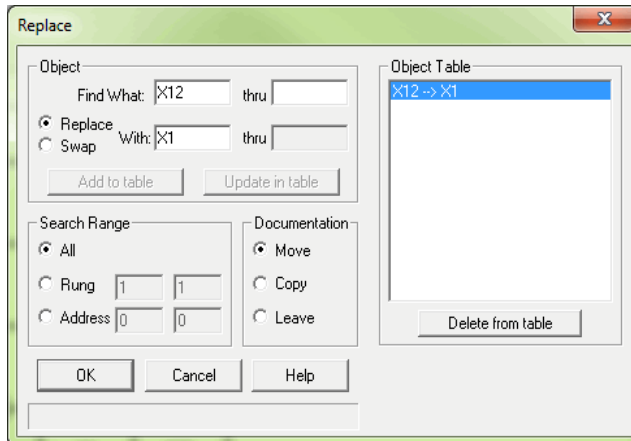 Replace
X
Object
Find What: X12 thru
Replace
Swap
With: X1 thru
Add to table Update in table
Search Range
All
Rung 1 1
Address 0 0
Documentation
Move
Copy
Leave
Object Table
X12 --> X1
Delete from table
OK Cancel Help